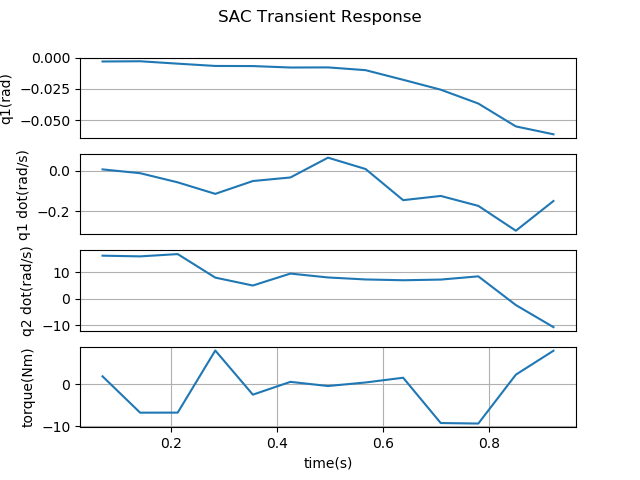 SAC Transient Response
0.000
−0.025
−0.050
q1(rad)
0.0
−0.2
q1 dot(rad/s)
10
0
−10
q2 dot(rad/s)
0
−10
torque(Nm)
0.2 0.4 0.6 0.8
time(s)